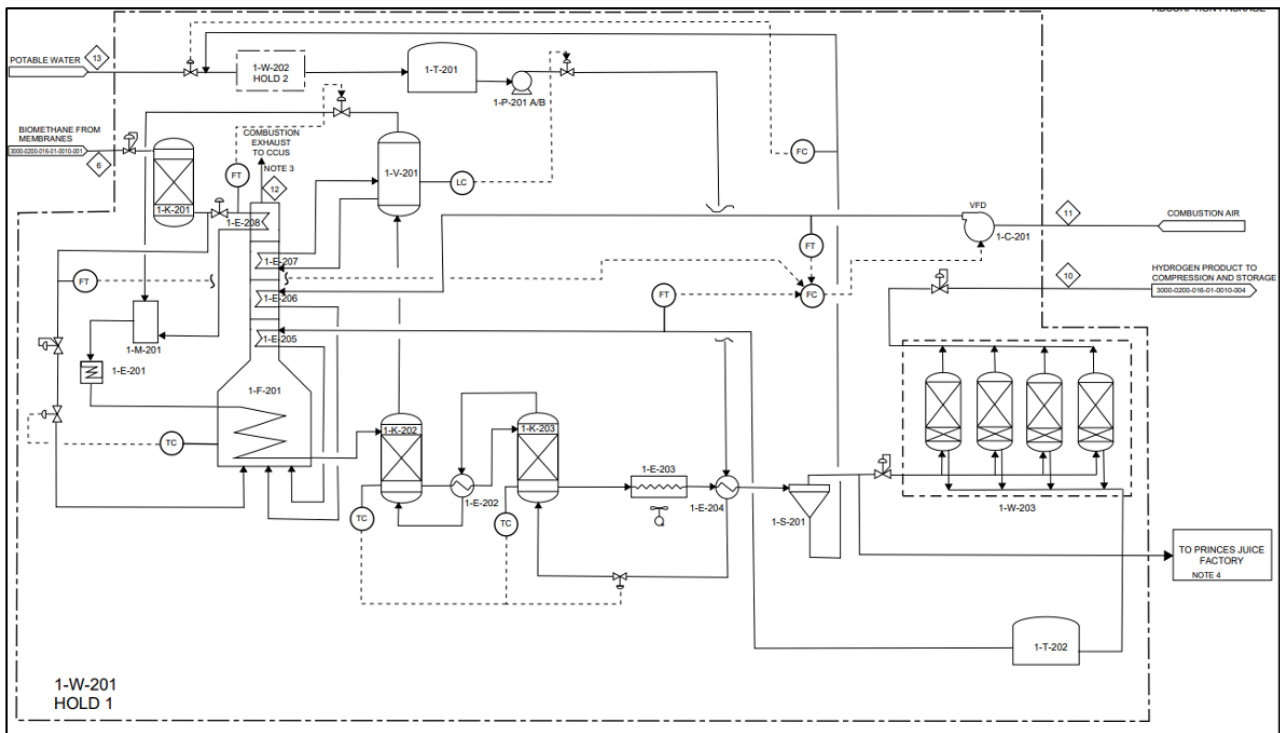 POTABLE WATER
13
1-W-202
HOLD 2
1-T-201
1-P-201 A/B
BIOMETHANE FROM
MEMBRANES
3000-0200-016-01-0010-001
6
COMBUSTION
EXHAUST
TO CCUS
NOTE 3
12
FT
1-K-201
1-E-208
1-V-201
LC
FC
VFD
1-C-201
11
COMBUSTION AIR
1-E-207
FT
FT
FC
FT
10
HYDROGEN PRODUCT TO
COMPRESSION AND STORAGE
3000-0200-016-01-0010-004
1-E-206
1-M-201
1-E-205
1-E-201
1-F-201
TC
1-K-202
1-K-203
1-E-202
TC
TC
1-E-203
1-E-204
1-S-201
1-W-203
TO PRINCES JUICE
FACTORY
NOTE 4
1-T-202
1-W-201
HOLD 1